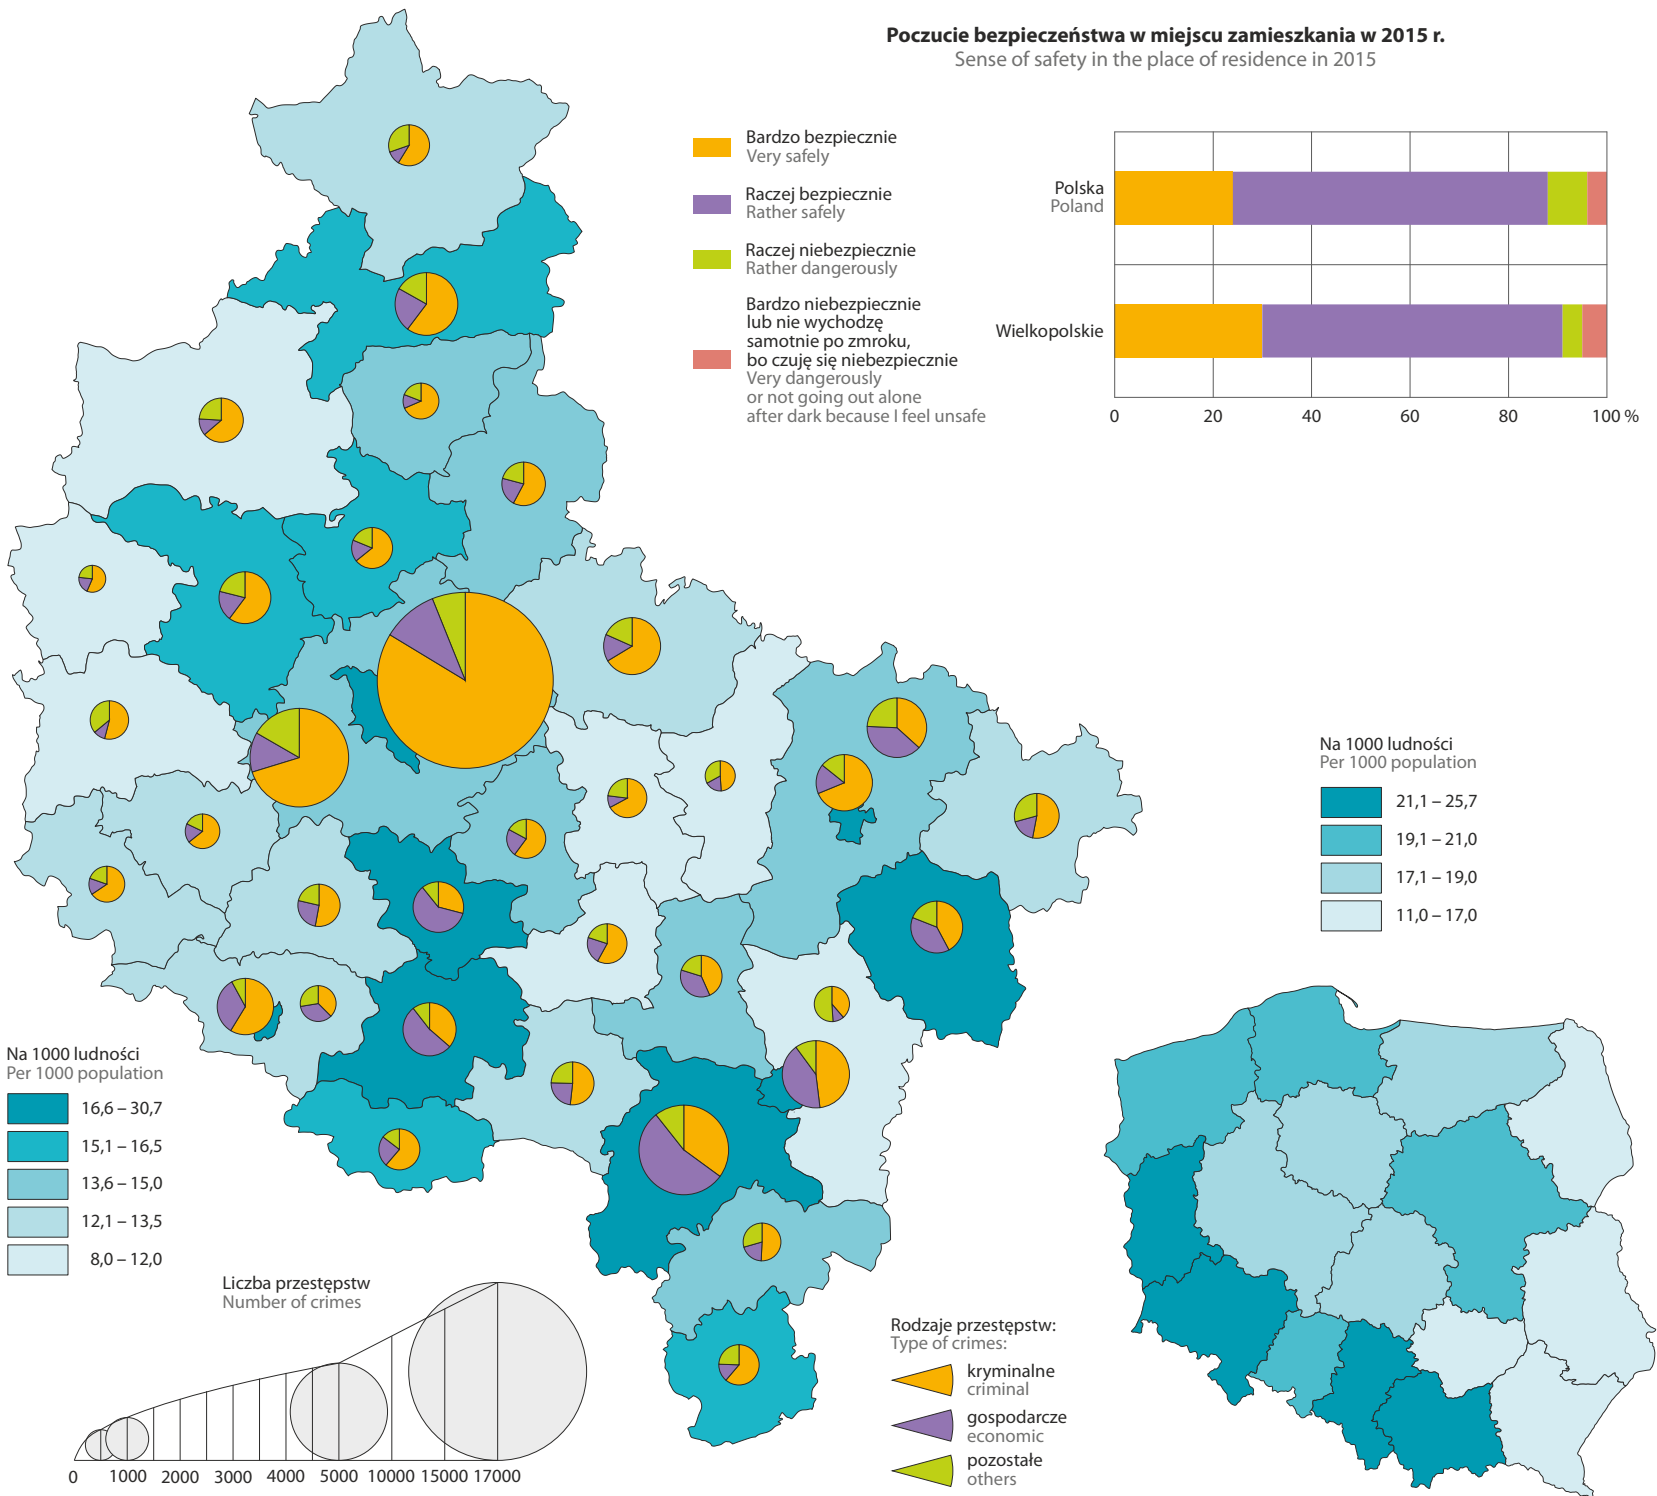 Poczucie bezpieczeństwa w miejscu zamieszkania w 2015 r.
Sense of safety in the place of residence in 2015
Bardzo bezpiecznie
Very safely
Raczej bezpiecznie
Rather safely
Raczej niebezpiecznie
Rather dangerously
Bardzo niebezpiecznie
lub nie wychodzę
samotnie po zmroku,
bo czuję się niebezpiecznie
Very dangerously
or not going out alone
after dark because I feel unsafe
Polska
Poland
Wielkopolskie
0 20 40 60 80 100 %
Na 1000 ludności
Per 1000 population
21,1 – 25,7
19,1 – 21,0
17,1 – 19,0
11,0 – 17,0
Na 1000 ludności
Per 1000 population
16,6 – 30,7
15,1 – 16,5
13,6 – 15,0
12,1 – 13,5
8,0 – 12,0
Liczba przestępstw
Number of crimes
0 1000 2000 3000 4000 5000 10000 15000 17000
Rodzaje przestępstw:
Type of crimes:
kryminalne
criminal
gospodarcze
economic
pozostałe
others